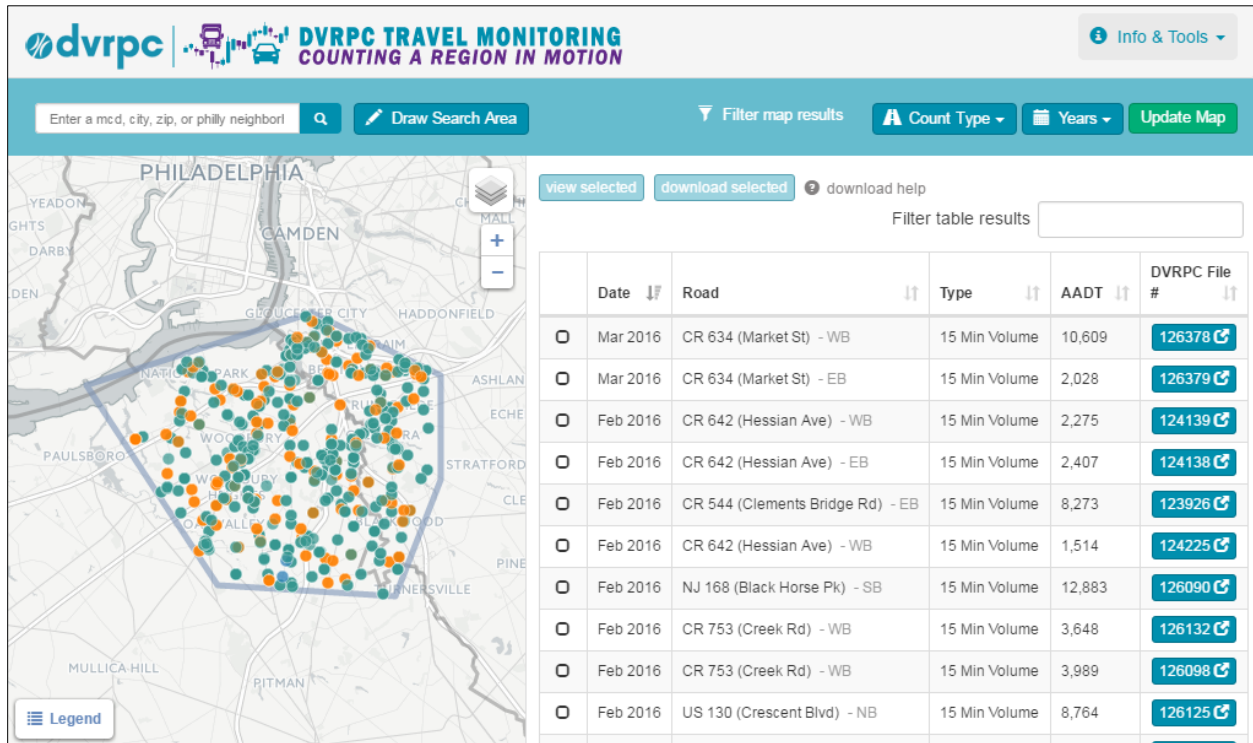 dvrpc
DVRPC TRAVEL MONITORING
COUNTING A REGION IN MOTION
Info & Tools
Enter a mcd, city, zip, or philly neighborh
Draw Search Area
Filter map results
Count Type
Years
Update Map
PHILADELPHIA
YEADON
GHTS
DARBY
CAMDEN
MALL
GLOUCESTER CITY
HADDONFIELD
ASHLAN
ECHE
PAULSBORO
STRATFORD
CLE
PINE
MULLICA HILL
PITMAN
Legend
view selected
download selected
download help
Filter table results
Date Road Type AADT DVRPC File
#
Mar 2016 CR 634 (Market St) - WB 15 Min Volume 10,609 126378
Mar 2016 CR 634 (Market St) - EB 15 Min Volume 2,028 126379
Feb 2016 CR 642 (Hessian Ave) - WB 15 Min Volume 2,275 124139
Feb 2016 CR 642 (Hessian Ave) - EB 15 Min Volume 2,407 124138
Feb 2016 CR 544 (Clements Bridge Rd) - EB 15 Min Volume 8,273 123926
Feb 2016 CR 642 (Hessian Ave) - WB 15 Min Volume 1,514 124225
Feb 2016 NJ 168 (Black Horse Pk) - SB 15 Min Volume 12,883 126090
Feb 2016 CR 753 (Creek Rd) - WB 15 Min Volume 3,648 126132
Feb 2016 CR 753 (Creek Rd) - WB 15 Min Volume 3,989 126098
Feb 2016 US 130 (Crescent Blvd) - NB 15 Min Volume 8,764 126125